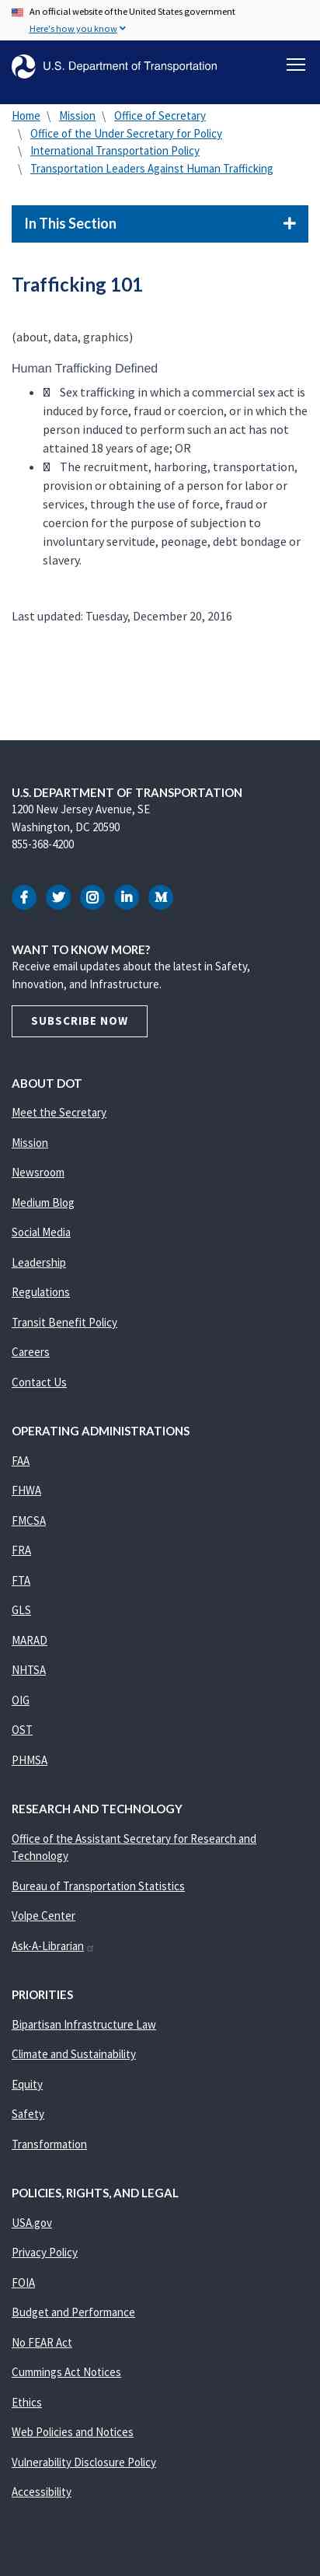 An official website of the United States government
Here's how you know
U.S. Department of Transportation
Home \ Mission \ Office of Secretary
\ Office of the Under Secretary for Policy
\ International Transportation Policy
\ Transportation Leaders Against Human Trafficking
In This Section
Trafficking 101
(about, data, graphics)
Human Trafficking Defined
• Sex trafficking in which a commercial sex act is
induced by force, fraud or coercion, or in which the
person induced to perform such an act has not
attained 18 years of age; OR
• The recruitment, harboring, transportation,
provision or obtaining of a person for labor or
services, through the use of force, fraud or
coercion for the purpose of subjection to
involuntary servitude, peonage, debt bondage or
slavery.
Last updated: Tuesday, December 20, 2016
U.S. DEPARTMENT OF TRANSPORTATION
1200 New Jersey Avenue, SE
Washington, DC 20590
855-368-4200
WANT TO KNOW MORE?
Receive email updates about the latest in Safety,
Innovation, and Infrastructure.
SUBSCRIBE NOW
ABOUT DOT
Meet the Secretary
Mission
Newsroom
Medium Blog
Social Media
Leadership
Regulations
Transit Benefit Policy
Careers
Contact Us
OPERATING ADMINISTRATIONS
FAA
FHWA
FMCSA
FRA
FTA
GLS
MARAD
NHTSA
OIG
OST
PHMSA
RESEARCH AND TECHNOLOGY
Office of the Assistant Secretary for Research and
Technology
Bureau of Transportation Statistics
Volpe Center
Ask-A-Librarian
PRIORITIES
Bipartisan Infrastructure Law
Climate and Sustainability
Equity
Safety
Transformation
POLICIES, RIGHTS, AND LEGAL
USA.gov
Privacy Policy
FOIA
Budget and Performance
No FEAR Act
Cummings Act Notices
Ethics
Web Policies and Notices
Vulnerability Disclosure Policy
Accessibility